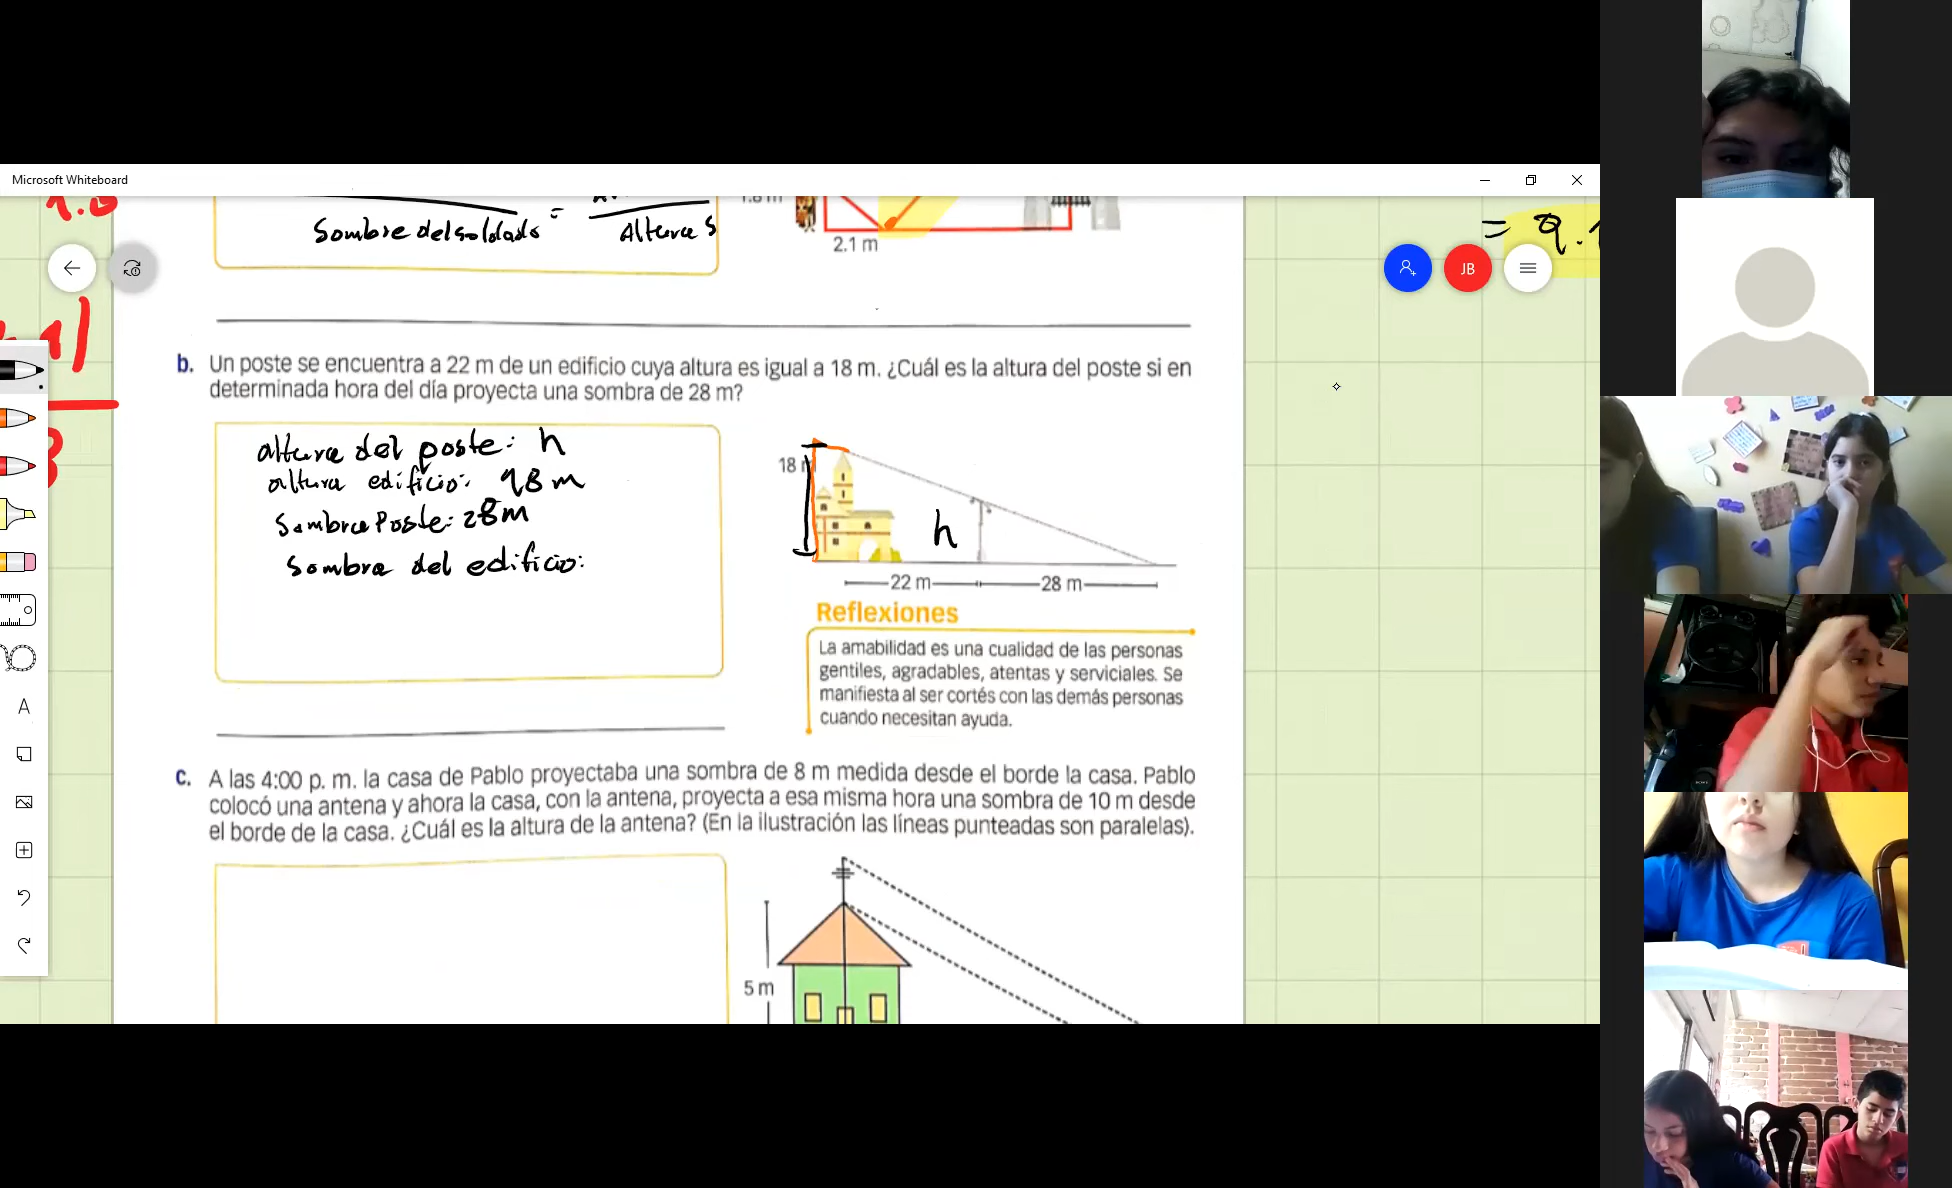 Microsoft Whiteboard
Sombre del soldado = Altura S
2.1 m
= 9.
JB
b. Un poste se encuentra a 22 m de un edificio cuya altura es igual a 18 m. ¿Cuál es la altura del poste si en
determinada hora del día proyecta una sombra de 28 m?
altura del poste: h
altura edificio: 18 m
Sombra Poste: 28 m
Sombra del edificio:
18 m
h
22 m
28 m
Reflexiones
La amabilidad es una cualidad de las personas
gentiles, agradables, atentas y serviciales. Se
manifiesta al ser cortés con las demás personas
cuando necesitan ayuda.
c. A las 4:00 p. m. la casa de Pablo proyectaba una sombra de 8 m medida desde el borde la casa. Pablo
colocó una antena y ahora la casa, con la antena, proyecta a esa misma hora una sombra de 10 m desde
el borde de la casa. ¿Cuál es la altura de la antena? (En la ilustración las líneas punteadas son paralelas).
5 m